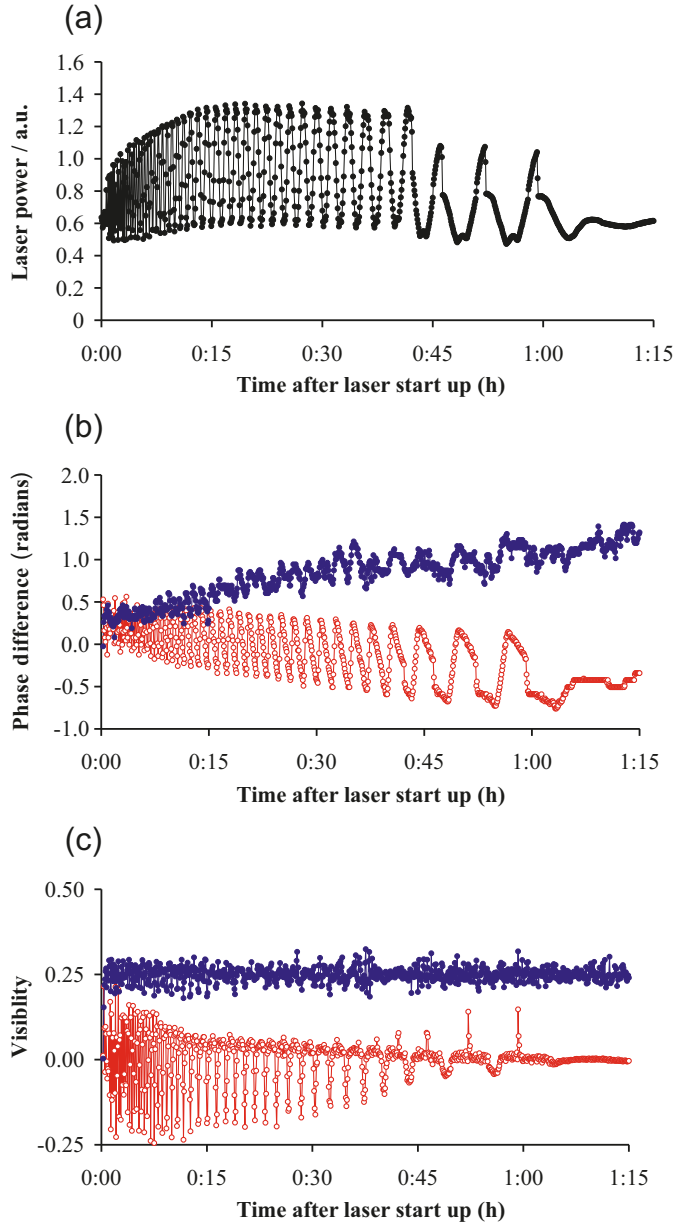 (a)
Laser power / a.u.
1.6
1.4
1.2
1.0
0.8
0.6
0.4
0.2
0
0:00 0:15 0:30 0:45 1:00 1:15
Time after laser start up (h)
(b)
Phase difference (radians)
2.0
1.5
1.0
0.5
0.0
-0.5
-1.0
0:00 0:15 0:30 0:45 1:00 1:15
Time after laser start up (h)
(c)
Visiblity
0.50
0.25
0.00
-0.25
0:00 0:15 0:30 0:45 1:00 1:15
Time after laser start up (h)